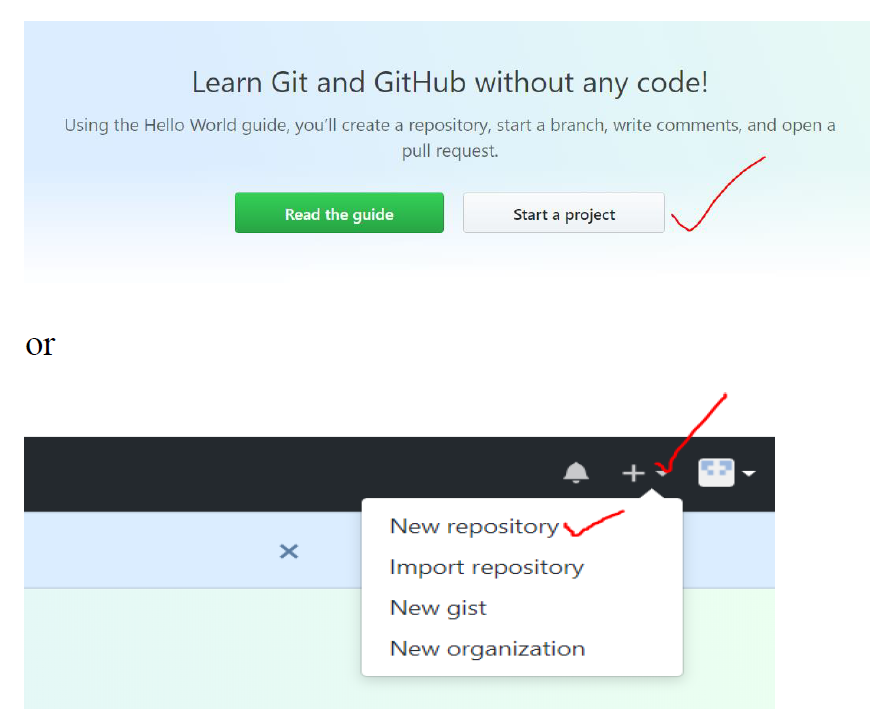 Learn Git and GitHub without any code!
Using the Hello World guide, you’ll create a repository, start a branch, write comments, and open a
pull request.
Read the guide
Start a project
or
New repository
Import repository
New gist
New organization